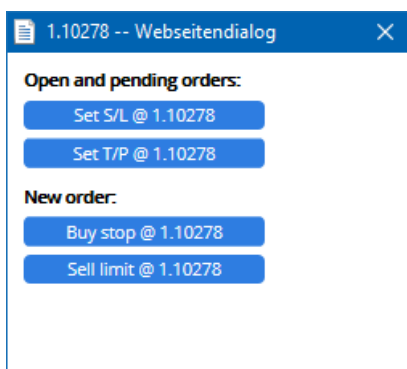 1.10278 -- Webseitendialog
Open and pending orders:
Set S/L @ 1.10278
Set T/P @ 1.10278
New order:
Buy stop @ 1.10278
Sell limit @ 1.10278